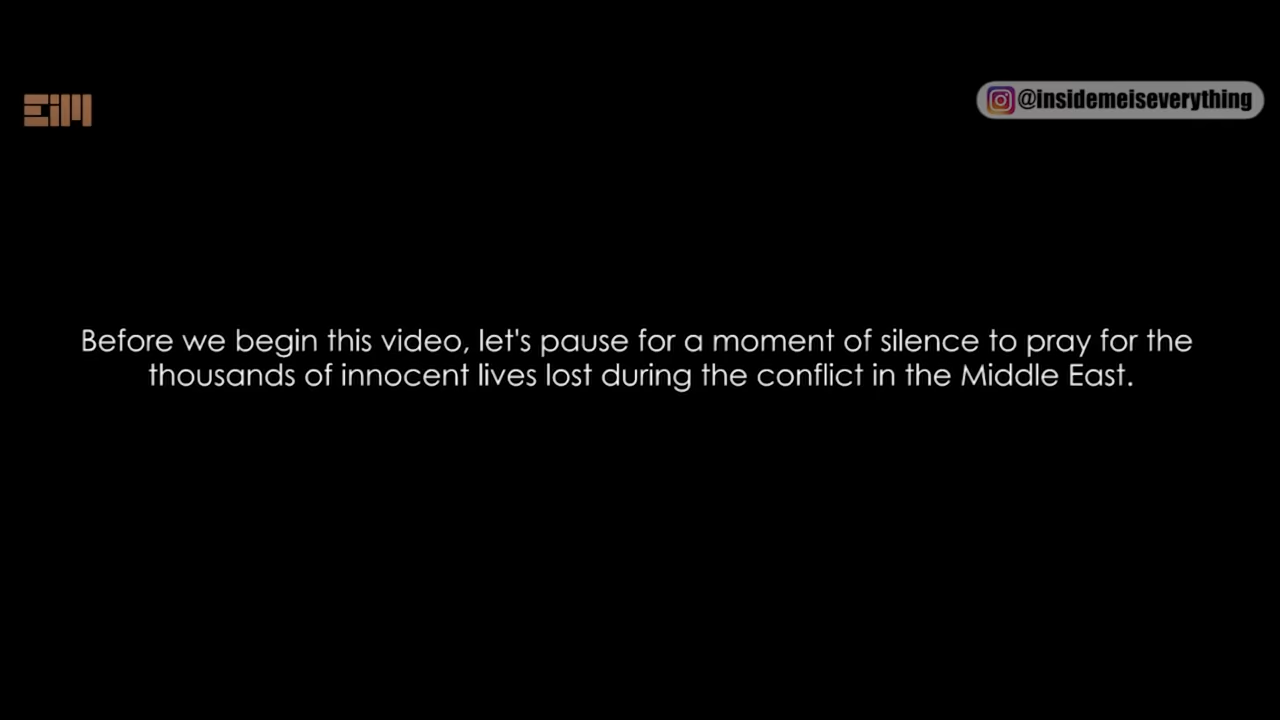 EiM
@insidemeiseverything
Before we begin this video, let's pause for a moment of silence to pray for the
thousands of innocent lives lost during the conflict in the Middle East.